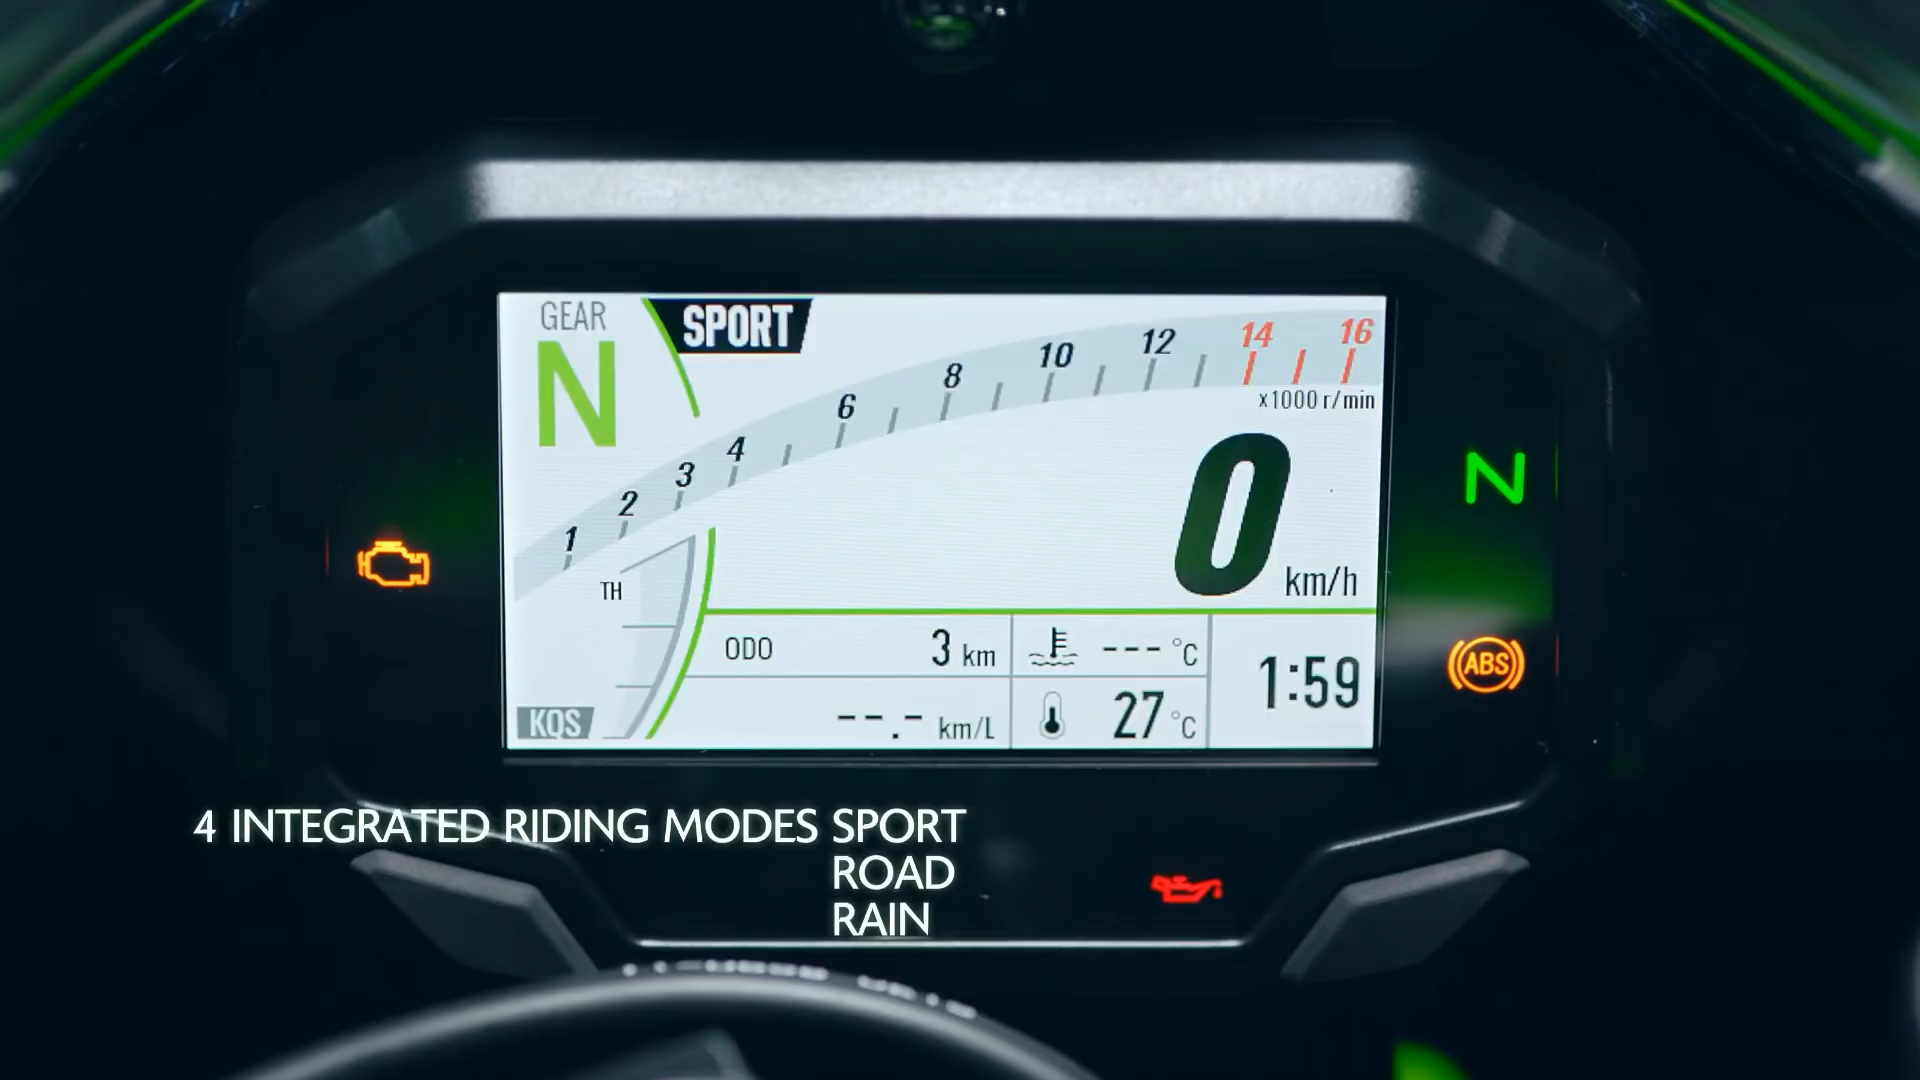 GEAR
N
SPORT
1 2 3 4 6 8 10 12 14 16
x1000 r/min
0 km/h
N
TH
ODO 3 km
---°C
1:59
ABS
KQS
--.- km/L
27°C
4 INTEGRATED RIDING MODES SPORT
ROAD
RAIN